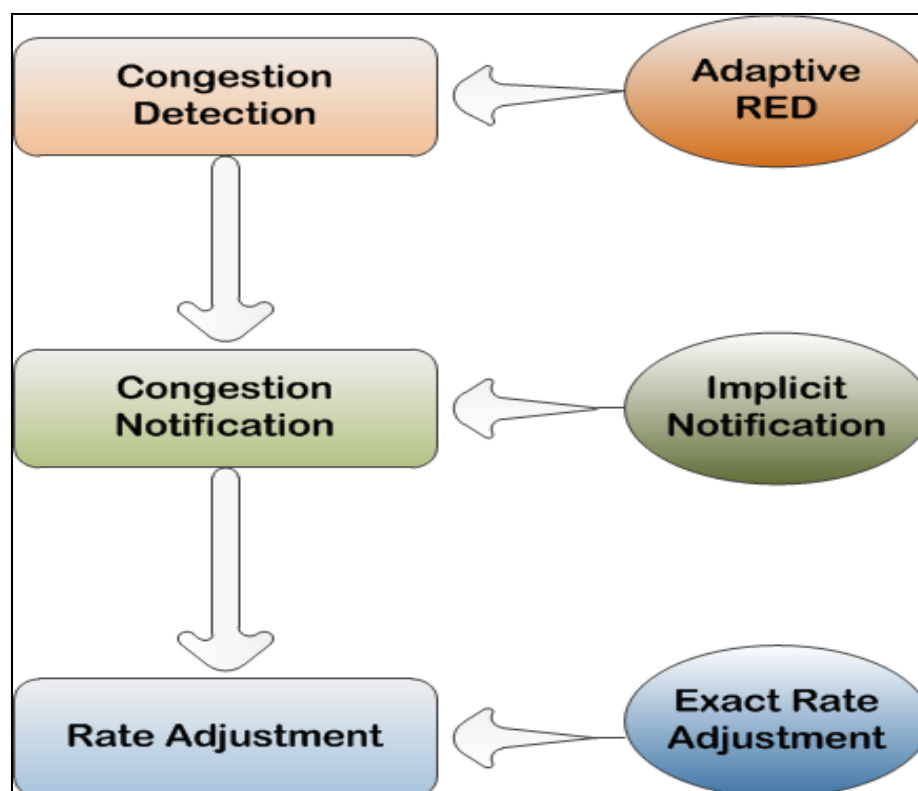 Congestion
Detection
Adaptive
RED
Congestion
Notification
Implicit
Notification
Rate Adjustment
Exact Rate
Adjustment